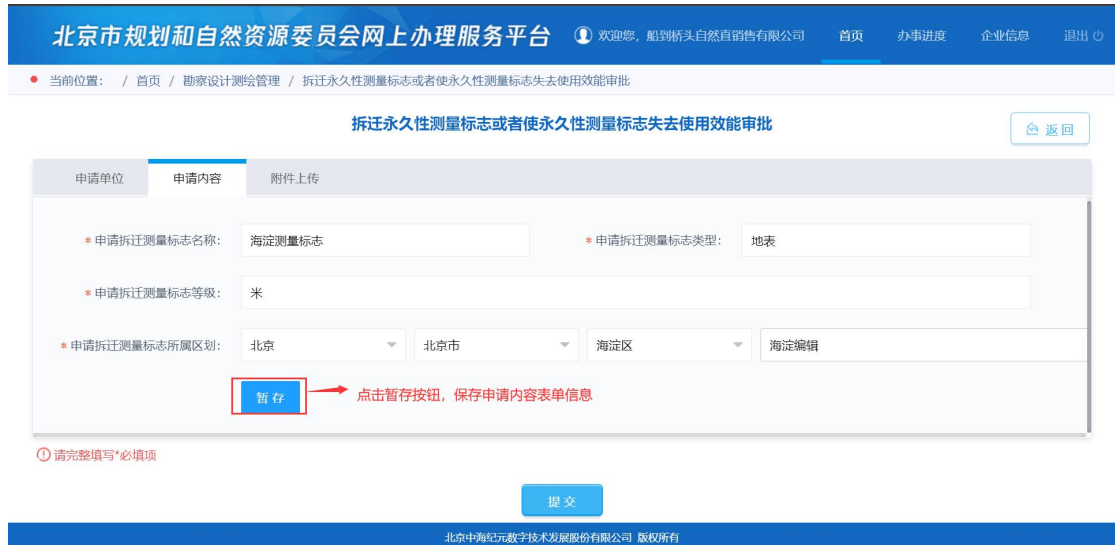 北京市规划和自然资源委员会网上办理服务平台 欢迎您，船到桥头自然直销售有限公司 首页 办事进度 企业信息 退出
当前位置： / 首页 / 勘察设计测绘管理 / 拆迁永久性测量标志或者使永久性测量标志失去使用效能审批
拆迁永久性测量标志或者使永久性测量标志失去使用效能审批 返回
申请单位 申请内容 附件上传
*申请拆迁测量标志名称： 海淀测量标志 *申请拆迁测量标志类型： 地表
*申请拆迁测量标志等级： 米
*申请拆迁测量标志所属区划： 北京 北京市 海淀区 海淀编辑
暂存 点击暂存按钮，保存申请内容表单信息
请完整填写*必填项
提交
北京中海纪元数字技术发展股份有限公司 版权所有